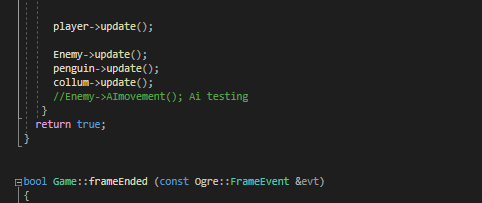 player->update();
Enemy->update();
penguin->update();
collum->update();
//Enemy->AImovement(); Ai testing
}
return true;
}
bool Game::frameEnded (const Ogre::FrameEvent &evt)
{